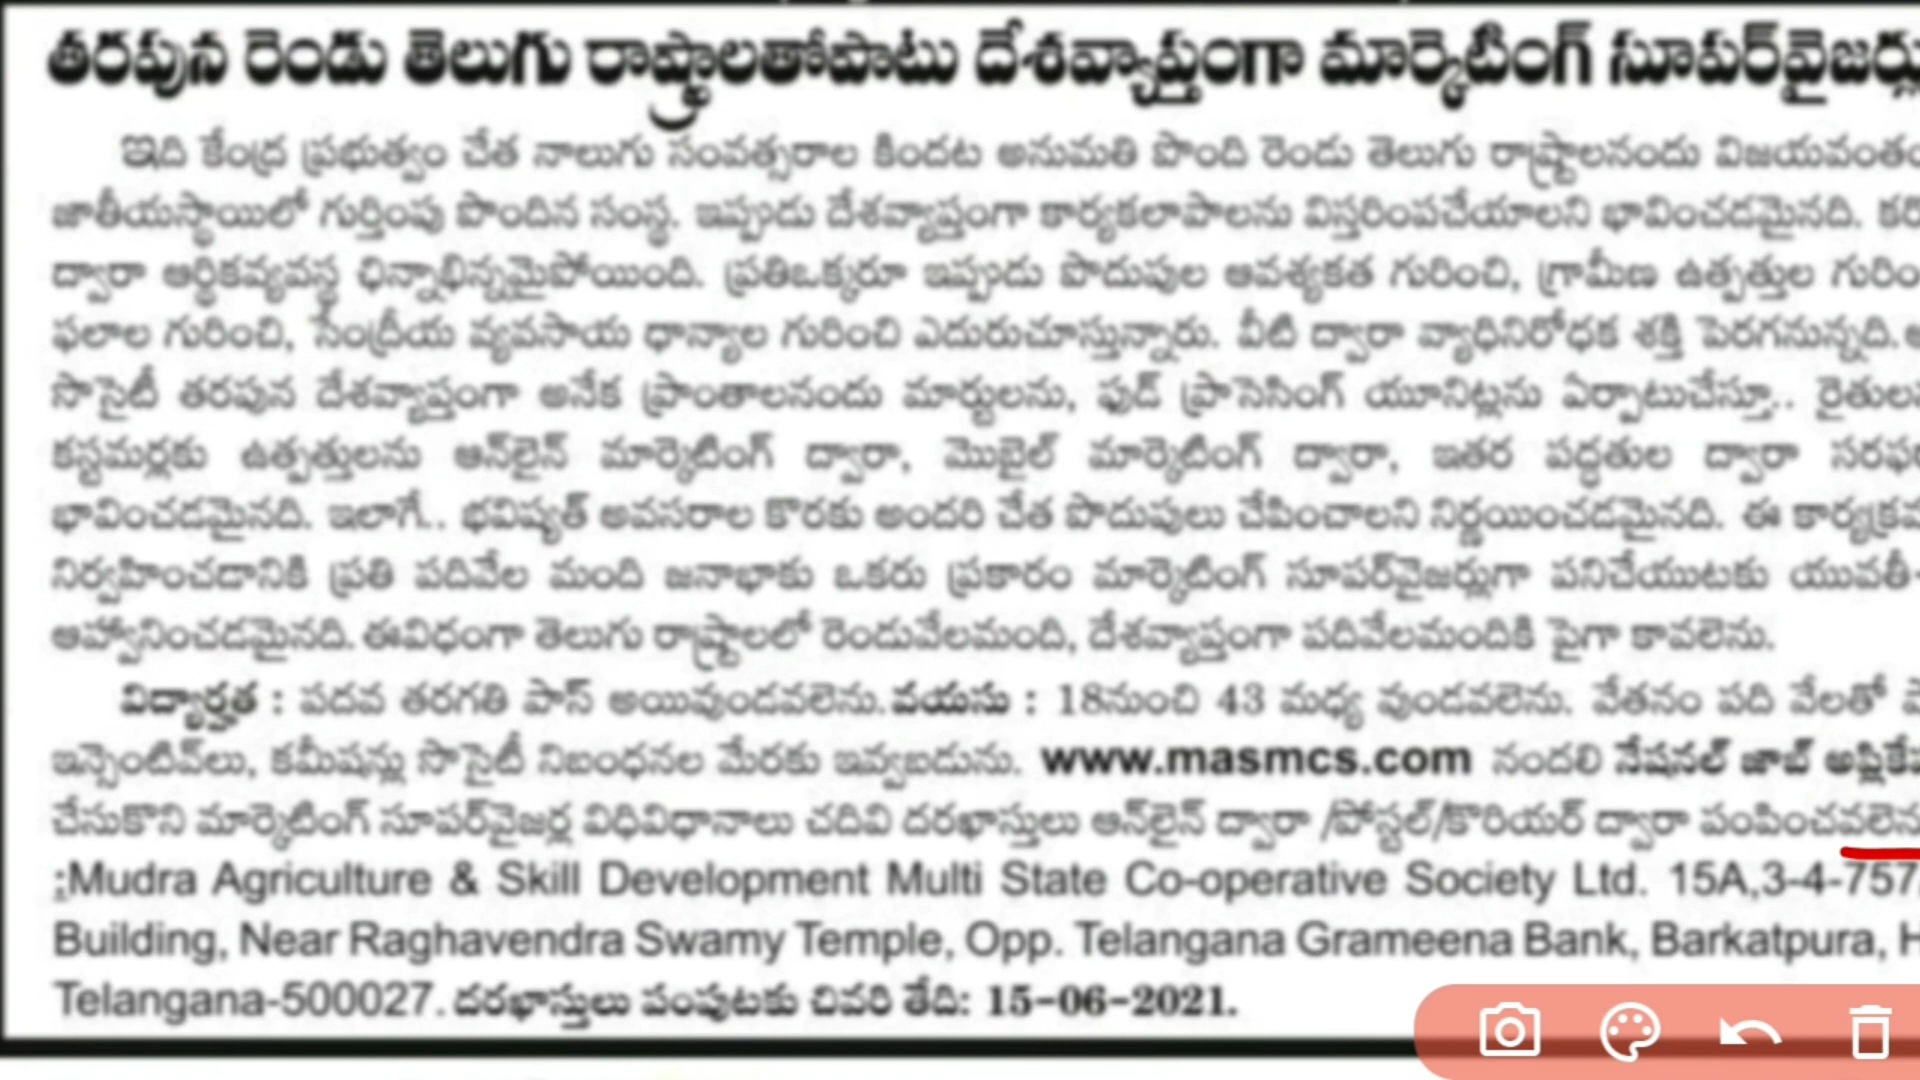 తరపున రెండు తెలుగు రాష్ట్రాలతోపాటు దేశవ్యాప్తంగా మార్కెటింగ్ సూపర్‌వైజర్లు
ఇది కేంద్ర ప్రభుత్వం చేత నాలుగు సంవత్సరాల కిందట అనుమతి పొంది రెండు తెలుగు రాష్ట్రాలనందు విజయవంతం
జాతీయస్థాయిలో గుర్తింపు పొందిన సంస్థ. ఇప్పుడు దేశవ్యాప్తంగా కార్యకలాపాలను విస్తరింపచేయాలని భావించడమైనది.
ద్వారా ఆర్థికవ్యవస్థ ఛిన్నాభిన్నమైపోయింది. ప్రతిఒక్కరూ ఇప్పుడు పొదుపుల ఆవశ్యకత గురించి, గ్రామీణ ఉత్పత్తుల
ఫలాల గురించి, సేంద్రీయ వ్యవసాయ ధాన్యాల గురించి ఎదురుచూస్తున్నారు. వీటి ద్వారా వ్యాధినిరోధక శక్తి పెరగనున్నది.
సొసైటీ తరపున దేశవ్యాప్తంగా అనేక ప్రాంతాలనందు మార్టులను, ఫుడ్ ప్రాసెసింగ్ యూనిట్లను ఏర్పాటుచేస్తూ..
కస్టమర్లకు ఉత్పత్తులను ఆన్‌లైన్ మార్కెటింగ్ ద్వారా, మొబైల్ మార్కెటింగ్ ద్వారా, ఇతర పద్ధతుల ద్వారా
భావించడమైనది. ఇలాగే.. భవిష్యత్ అవసరాల కొరకు అందరి చేత పొదుపులు చేపించాలని నిర్ణయించడమైనది. ఈ
నిర్వహించడానికి ప్రతి పదివేల మంది జనాభాకు ఒకరు ప్రకారం మార్కెటింగ్ సూపర్‌వైజర్లుగా పనిచేయుటకు యువతీ-
ఆహ్వానించడమైనది. ఈవిధంగా తెలుగు రాష్ట్రాలలో రెండువేలమంది, దేశవ్యాప్తంగా పదివేలమందికి పైగా కావలెను.
విద్యార్హత : పదవ తరగతి పాస్ అయివుండవలెను. వయసు : 18నుంచి 43 మధ్య వుండవలెను. వేతనం పది వేలతో
ఇన్సెంటివ్‌లు, కమీషన్లు సొసైటీ నిబంధనల మేరకు ఇవ్వబడును. www.masmcs.com నందలి నేషనల్ జాబ్
చేసుకొని మార్కెటింగ్ సూపర్‌వైజర్ల విధివిధానాలు చదివి దరఖాస్తులు ఆన్‌లైన్ ద్వారా /పోస్టల్/కొరియర్ ద్వారా
;Mudra Agriculture & Skill Development Multi State Co-operative Society Ltd. 15A,3-4-757
Building, Near Raghavendra Swamy Temple, Opp. Telangana Grameena Bank, Barkatpura,
Telangana-500027. దరఖాస్తులు పంపుటకు చివరి తేది: 15-06-2021.